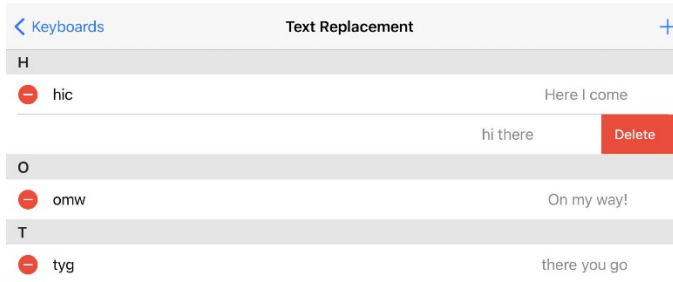 Keyboards Text Replacement
H
hic Here I come
hi there Delete
O
omw On my way!
T
tyg there you go